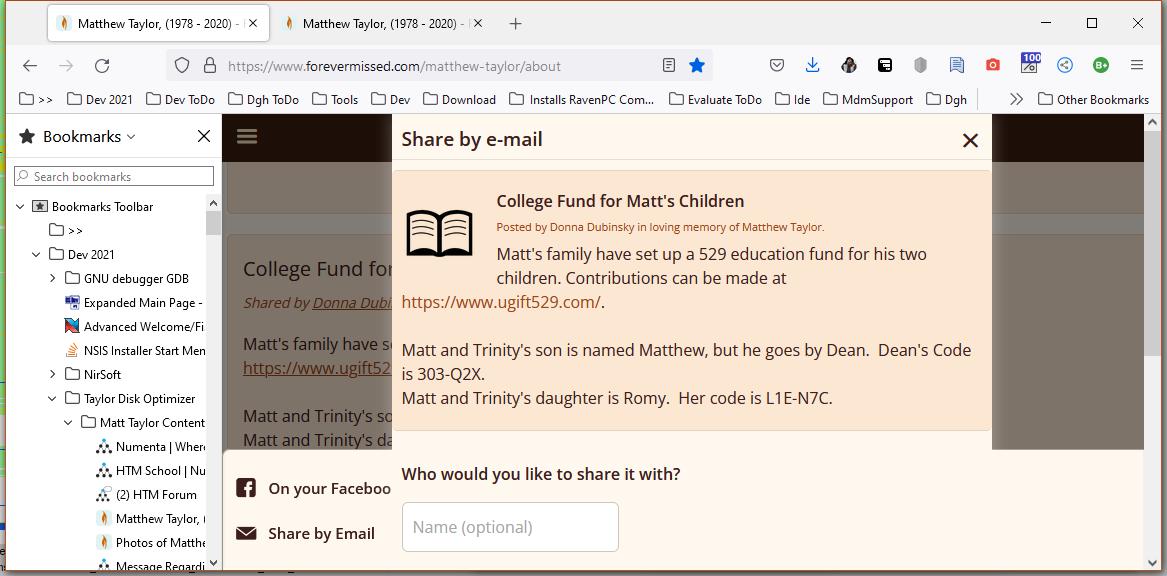 Matthew Taylor, (1978 - 2020) -
Matthew Taylor, (1978 - 2020) -
https://www.forevermissed.com/matthew-taylor/about
100
B+
>>
Dev 2021
Dev ToDo
Dgh ToDo
Tools
Dev
Download
Installs RavenPC Com...
Evaluate ToDo
Ide
MdmSupport
Dgh
Other Bookmarks
Bookmarks
Search bookmarks
Bookmarks Toolbar
>>
Dev 2021
GNU debugger GDB
Expanded Main Page -
Advanced Welcome/Fi
NSIS Installer Start Men
NirSoft
Taylor Disk Optimizer
Matt Taylor Content
Numenta | Where
HTM School | Nu
(2) HTM Forum
Matthew Taylor, (
Photos of Matthe
Message Regardi
College Fund for
Shared by Donna Dubi
Matt's family have s
https://www.ugift52
Matt and Trinity's so
Matt and Trinity's da
On your Faceboo
Share by Email
Share by e-mail
College Fund for Matt's Children
Posted by Donna Dubinsky in loving memory of Matthew Taylor.
Matt's family have set up a 529 education fund for his two
children. Contributions can be made at
https://www.ugift529.com/.
Matt and Trinity's son is named Matthew, but he goes by Dean.  Dean's Code
is 303-Q2X.
Matt and Trinity's daughter is Romy.  Her code is L1E-N7C.
Who would you like to share it with?
Name (optional)